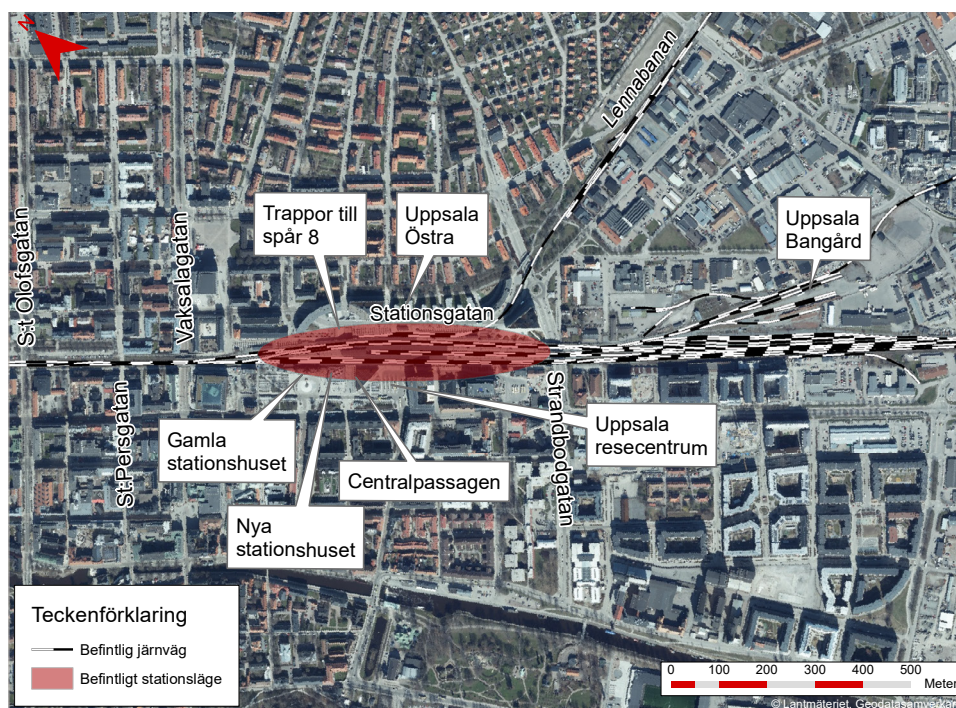 N
Lennabanan
Trappor till
spår 8
Uppsala
Östra
Uppsala
Bangård
S:t Olofsgatan
Vaksalagatan
Stationsgatan
St.Persgatan
Gamla
stationshuset
Nya
stationshuset
Centralpassagen
Uppsala
resecentrum
Strandbodgatan
Teckenförklaring
Befintlig järnväg
Befintligt stationsläge
0 100 200 300 400 500
Meter
© Lantmäteriet, Geodatasamverkan